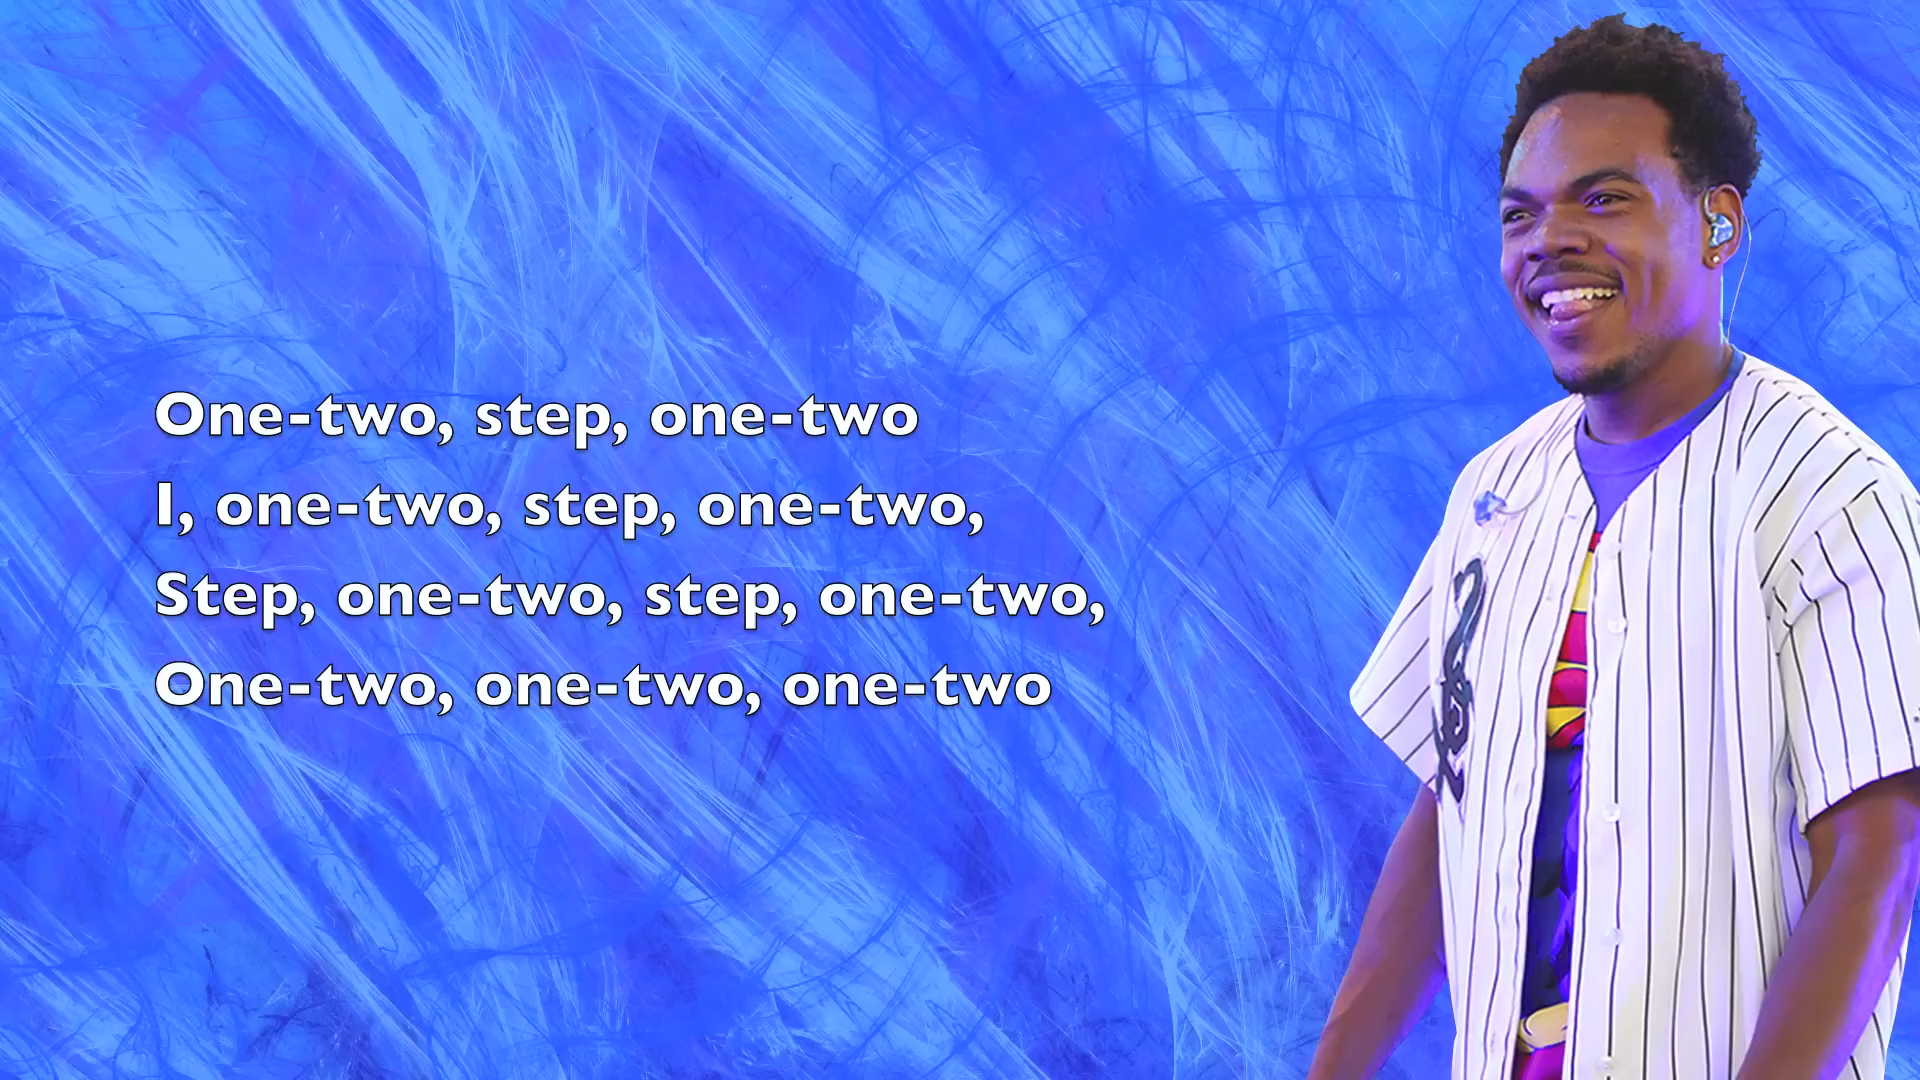 One-two, step, one-two
I, one-two, step, one-two,
Step, one-two, step, one-two,
One-two, one-two, one-two